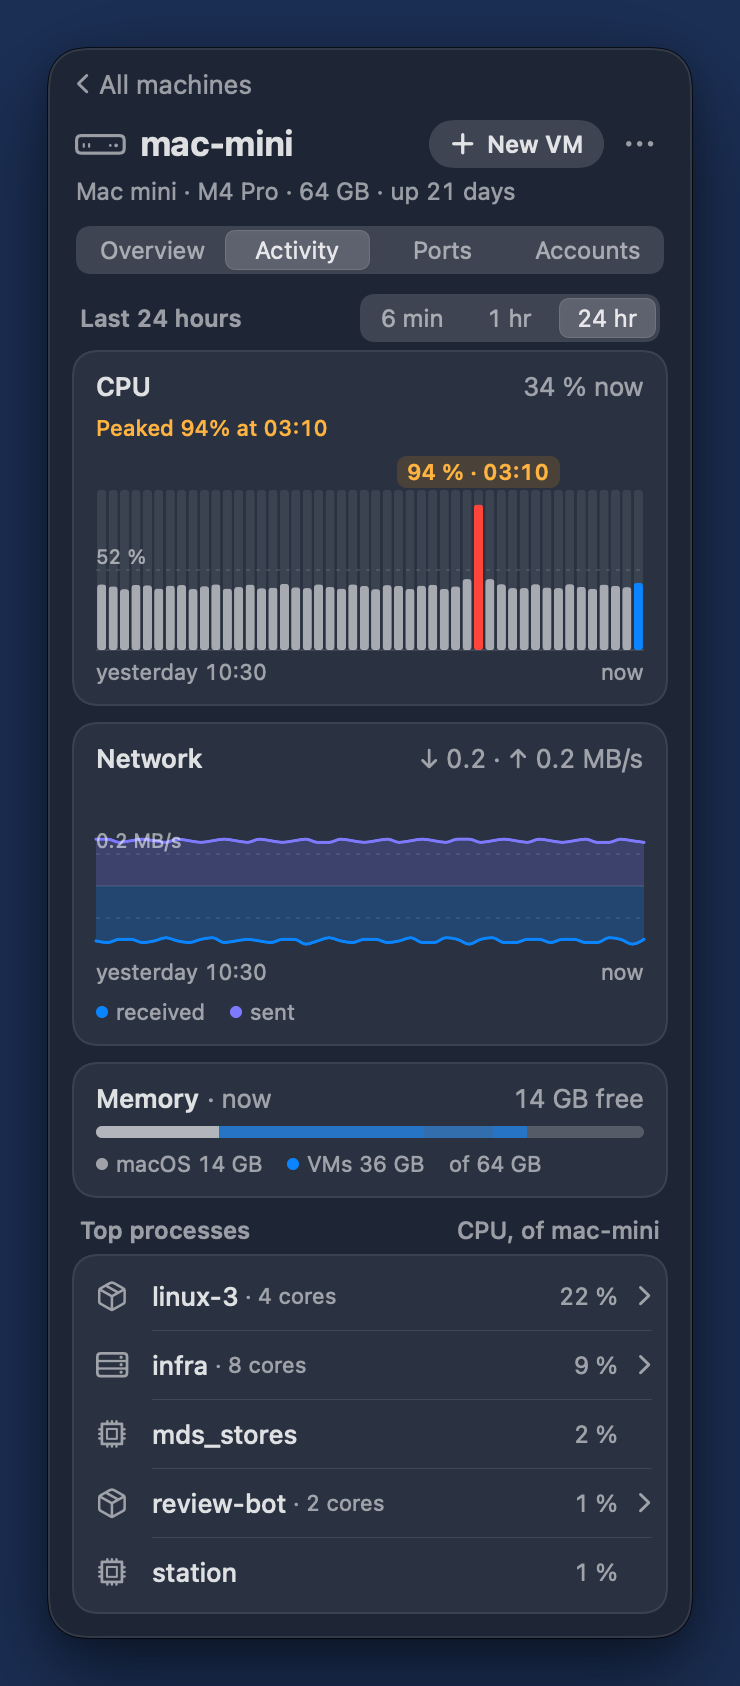 All machines
mac-mini
+ New VM
Mac mini · M4 Pro · 64 GB · up 21 days
Overview Activity Ports Accounts
Last 24 hours 6 min 1 hr 24 hr
CPU 34 % now
Peaked 94% at 03:10
94 % · 03:10
52 %
yesterday 10:30 now
Network ↓ 0.2 · ↑ 0.2 MB/s
0.2 MB/s
yesterday 10:30 now
received sent
Memory · now 14 GB free
macOS 14 GB VMs 36 GB of 64 GB
Top processes CPU, of mac-mini
linux-3 · 4 cores 22 %
infra · 8 cores 9 %
mds_stores 2 %
review-bot · 2 cores 1 %
station 1 %